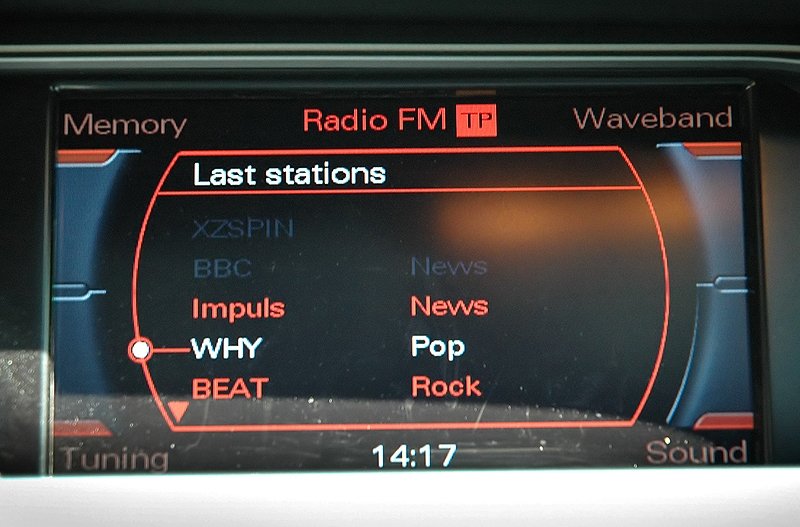 Memory Radio FM TP Waveband
Last stations
XZSPIN
BBC News
Impuls News
WHY Pop
BEAT Rock
Tuning 14:17 Sound